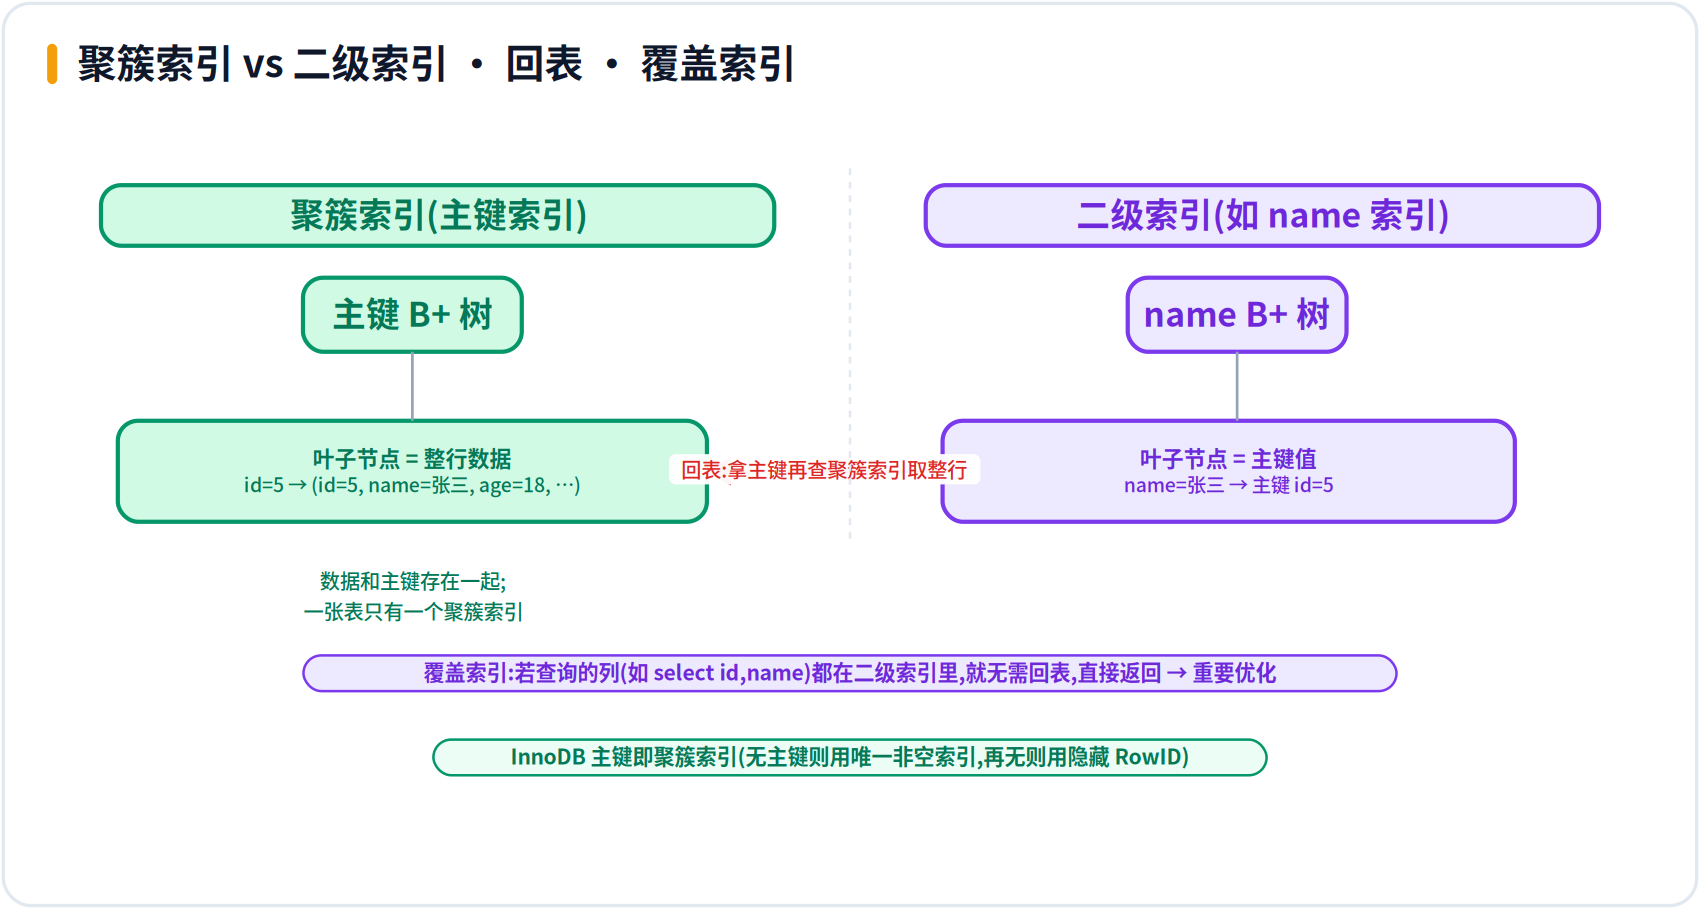 聚簇索引 vs 二级索引 · 回表 · 覆盖索引
聚簇索引(主键索引)
主键 B+ 树
叶子节点 = 整行数据
id=5 → (id=5, name=张三, age=18, …)
数据和主键存在一起;
一张表只有一个聚簇索引
二级索引(如 name 索引)
name B+ 树
叶子节点 = 主键值
name=张三 → 主键 id=5
回表:拿主键再查聚簇索引取整行
覆盖索引:若查询的列(如 select id,name)都在二级索引里,就无需回表,直接返回 → 重要优化
InnoDB 主键即聚簇索引(无主键则用唯一非空索引,再无则用隐藏 RowID)